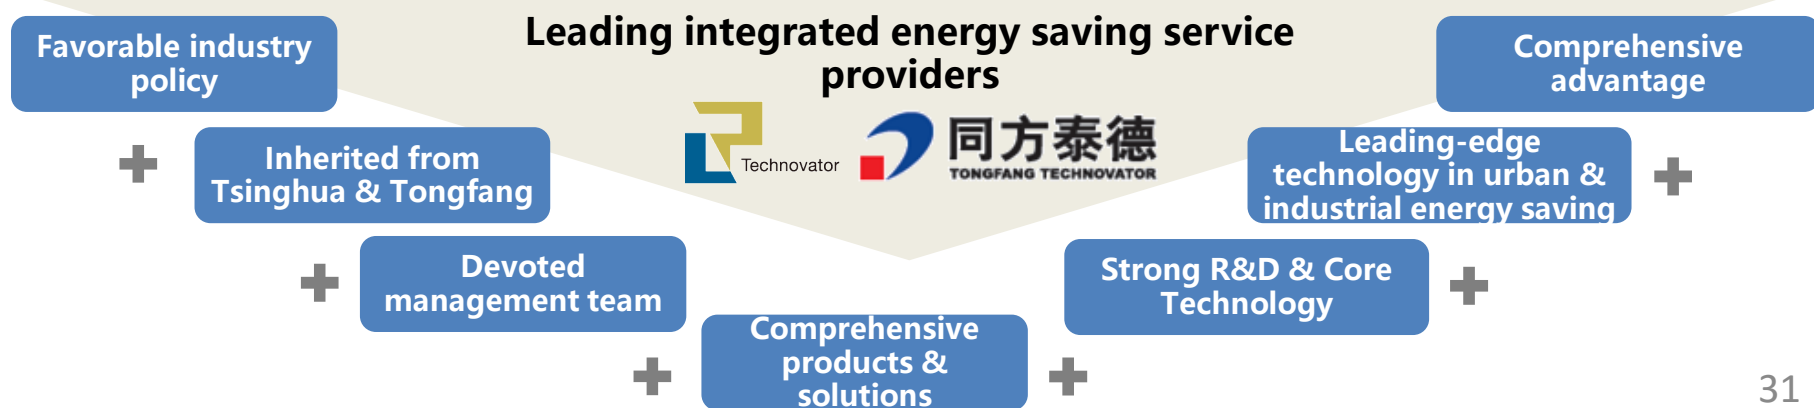 Leading integrated energy saving service
providers
Favorable industry
policy
Comprehensive
advantage
Technovator
同方泰德
TONGFANG TECHNOVATOR
Inherited from
Tsinghua & Tongfang
Leading-edge
technology in urban &
industrial energy saving
Devoted
management team
Strong R&D & Core
Technology
Comprehensive
products &
solutions
31